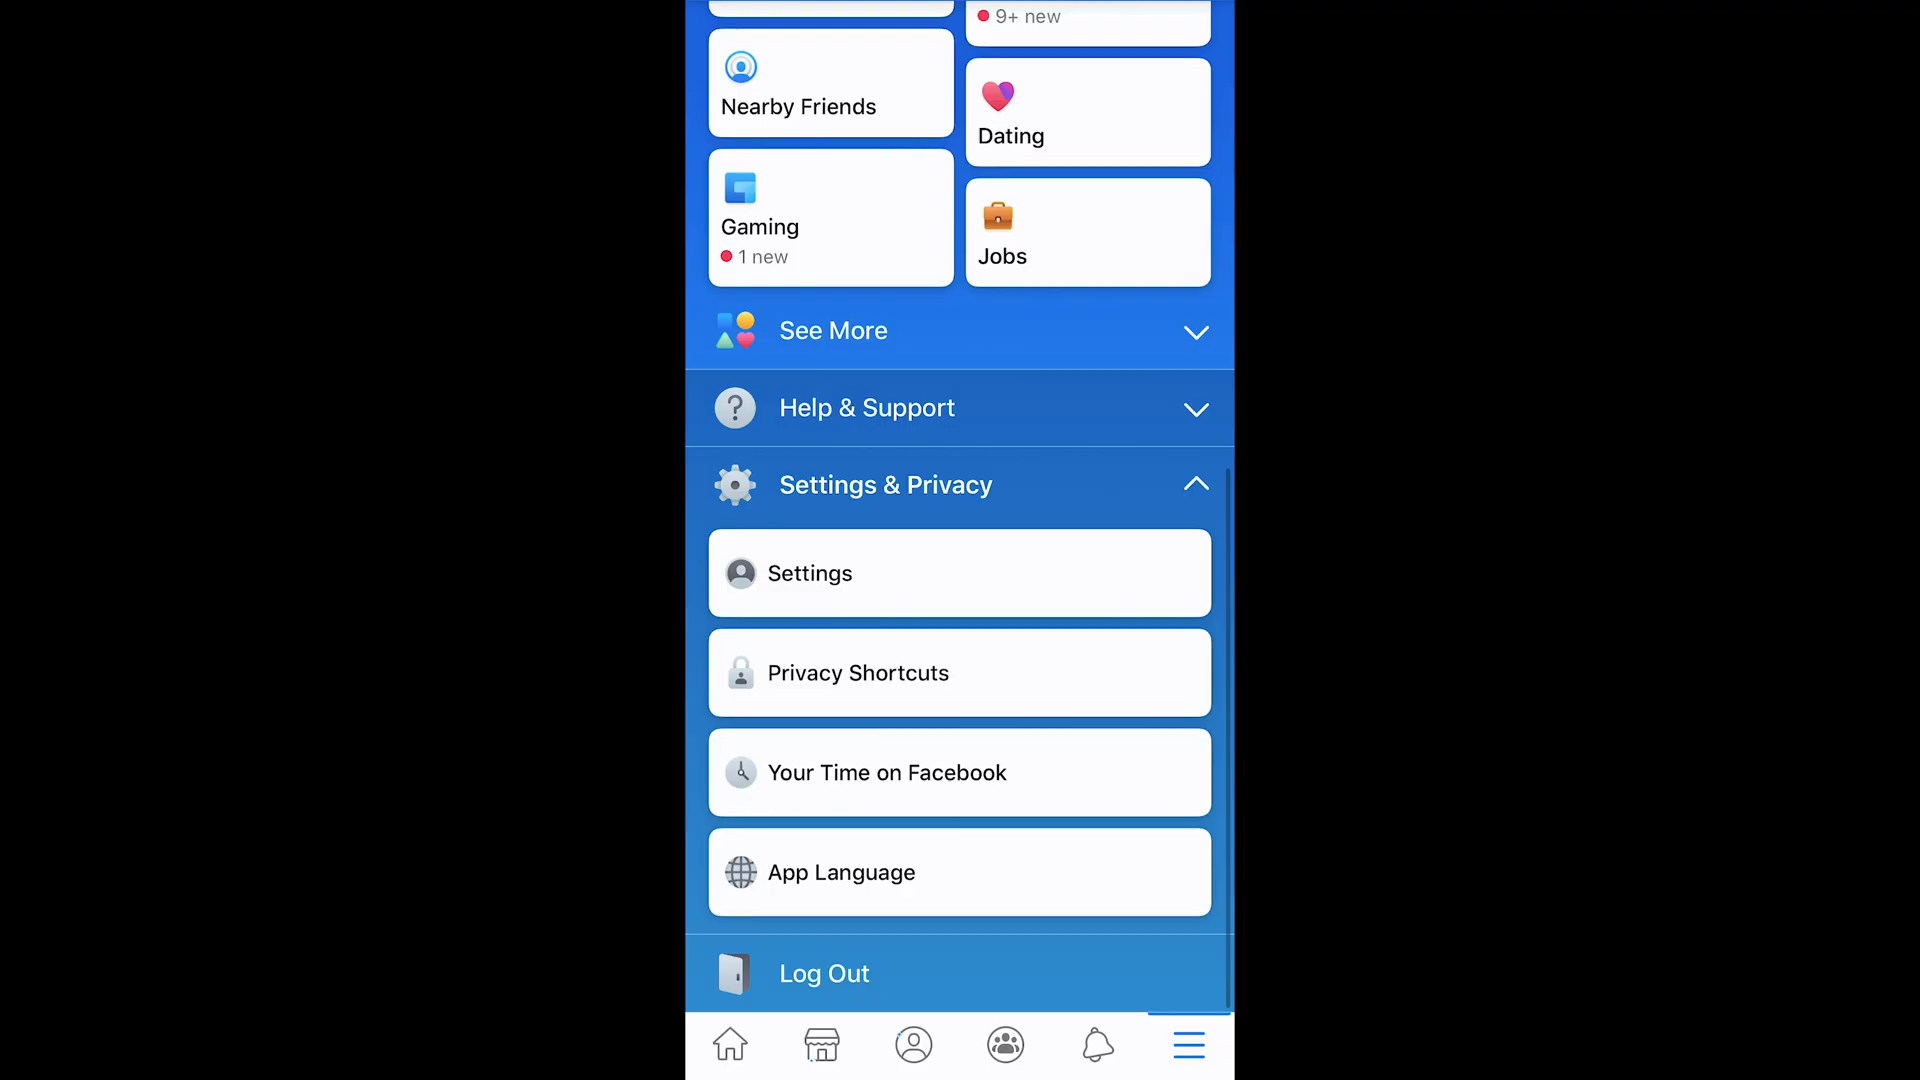 9+ new
Nearby Friends
Dating
Gaming
1 new
Jobs
See More
Help & Support
Settings & Privacy
Settings
Privacy Shortcuts
Your Time on Facebook
App Language
Log Out